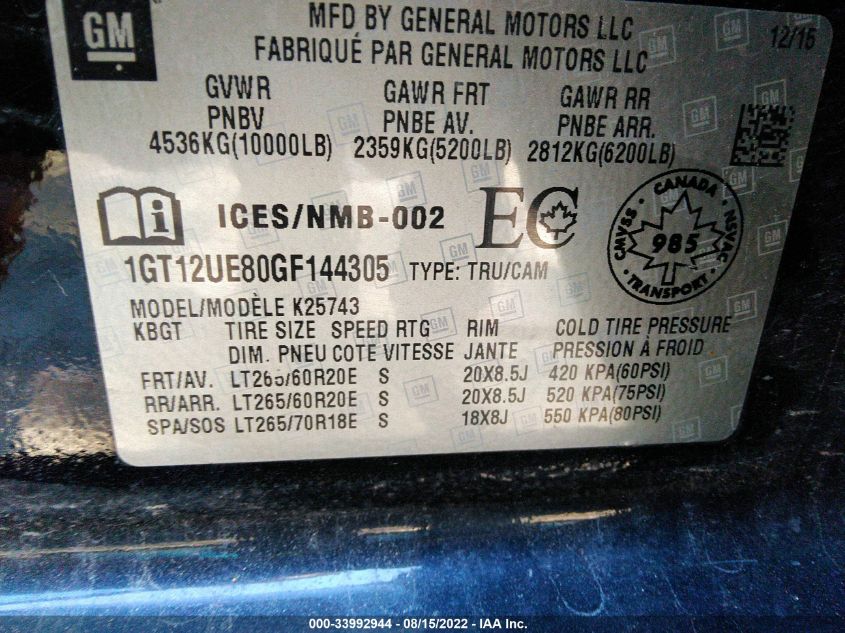 GM
MFD BY GENERAL MOTORS LLC
FABRIQUÉ PAR GENERAL MOTORS LLC
12/15
GVWR GAWR FRT GAWR RR
PNBV PNBE AV. PNBE ARR.
4536KG(10000LB) 2359KG(5200LB) 2812KG(6200LB)
i ICES/NMB-002 EC
CANADA
CMVSS 985 NSVAC
TRANSPORT
1GT12UE80GF144305 TYPE: TRU/CAM
MODEL/MODÈLE K25743
KBGT TIRE SIZE SPEED RTG RIM COLD TIRE PRESSURE
DIM. PNEU COTE VITESSE JANTE PRESSION À FROID
FRT/AV. LT265/60R20E S 20X8.5J 420 KPA(60PSI)
RR/ARR. LT265/60R20E S 20X8.5J 520 KPA(75PSI)
SPA/SOS LT265/70R18E S 18X8J 550 KPA(80PSI)
000-33992944 - 08/15/2022 - IAA Inc.